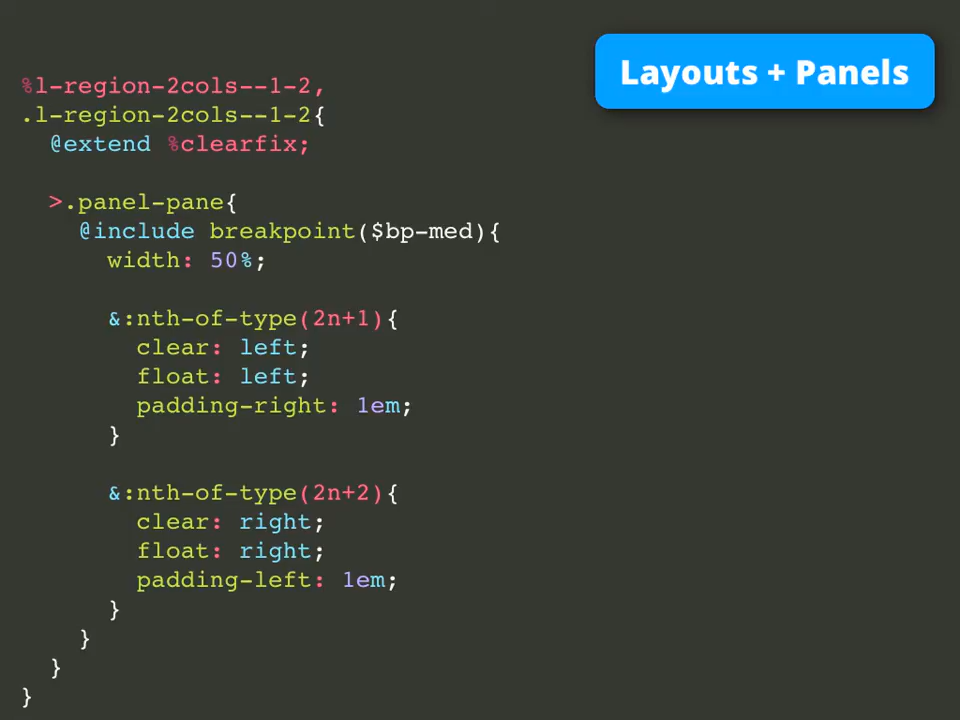 Layouts + Panels
%l-region-2cols--1-2,
.l-region-2cols--1-2{
  @extend %clearfix;

  >.panel-pane{
    @include breakpoint($bp-med){
      width: 50%;

      &:nth-of-type(2n+1){
        clear: left;
        float: left;
        padding-right: 1em;
      }

      &:nth-of-type(2n+2){
        clear: right;
        float: right;
        padding-left: 1em;
      }
    }
  }
}